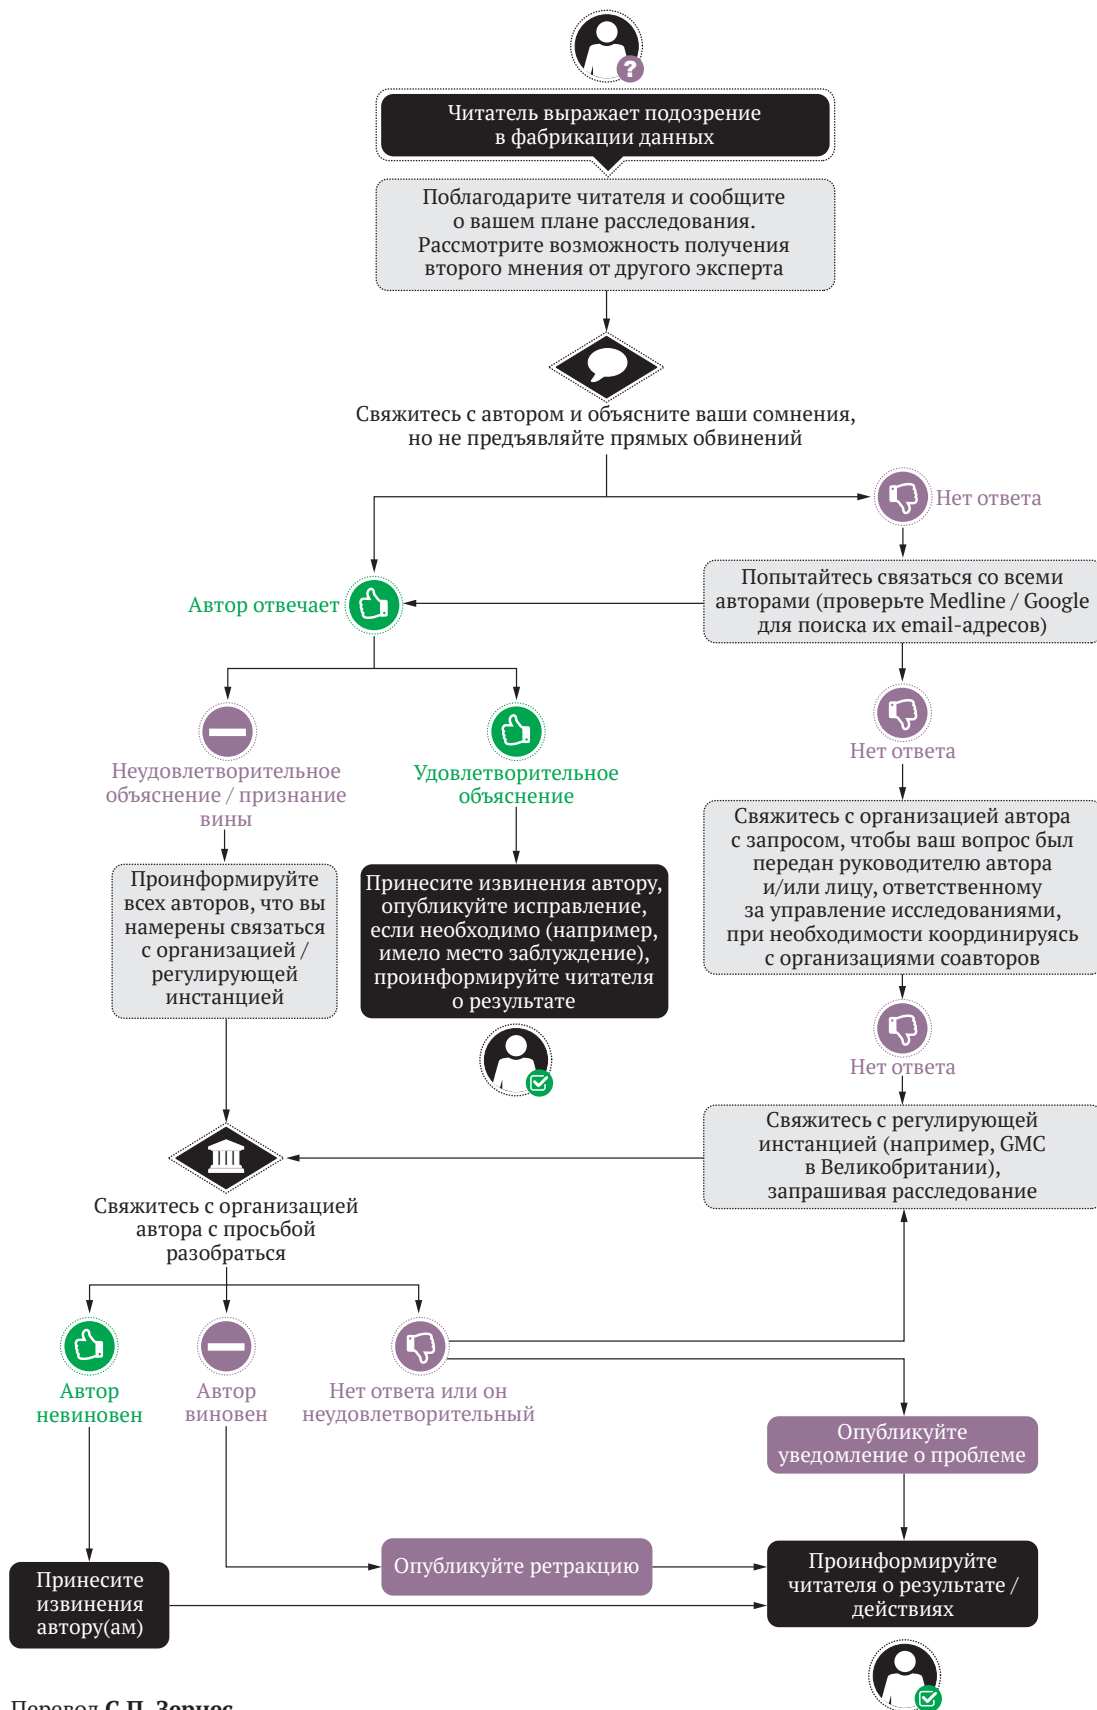 ?
Читатель выражает подозрение
в фабрикации данных
Поблагодарите читателя и сообщите
о вашем плане расследования.
Рассмотрите возможность получения
второго мнения от другого эксперта
Свяжитесь с автором и объясните ваши сомнения,
но не предъявляйте прямых обвинений
Нет ответа
Попытайтесь связаться со всеми
авторами (проверьте Medline / Google
для поиска их email-адресов)
Автор отвечает
Нет ответа
Неудовлетворительное
объяснение / признание
вины
Удовлетворительное
объяснение
Свяжитесь с организацией автора
с запросом, чтобы ваш вопрос был
передан руководителю автора
и/или лицу, ответственному
за управление исследованиями,
при необходимости координируясь
с организациями соавторов
Проинформируйте
всех авторов, что вы
намерены связаться
с организацией /
регулирующей
инстанцией
Принесите извинения автору,
опубликуйте исправление,
если необходимо (например,
имело место заблуждение),
проинформируйте читателя
о результате
Нет ответа
Свяжитесь с регулирующей
инстанцией (например, GMC
в Великобритании),
запрашивая расследование
Свяжитесь с организацией
автора с просьбой
разобраться
Автор
невиновен
Автор
виновен
Нет ответа или он
неудовлетворительный
Опубликуйте
уведомление о проблеме
Опубликуйте ретракцию
Проинформируйте
читателя о результате /
действиях
Принесите
извинения
автору(ам)
Перевод С.П. Зернес